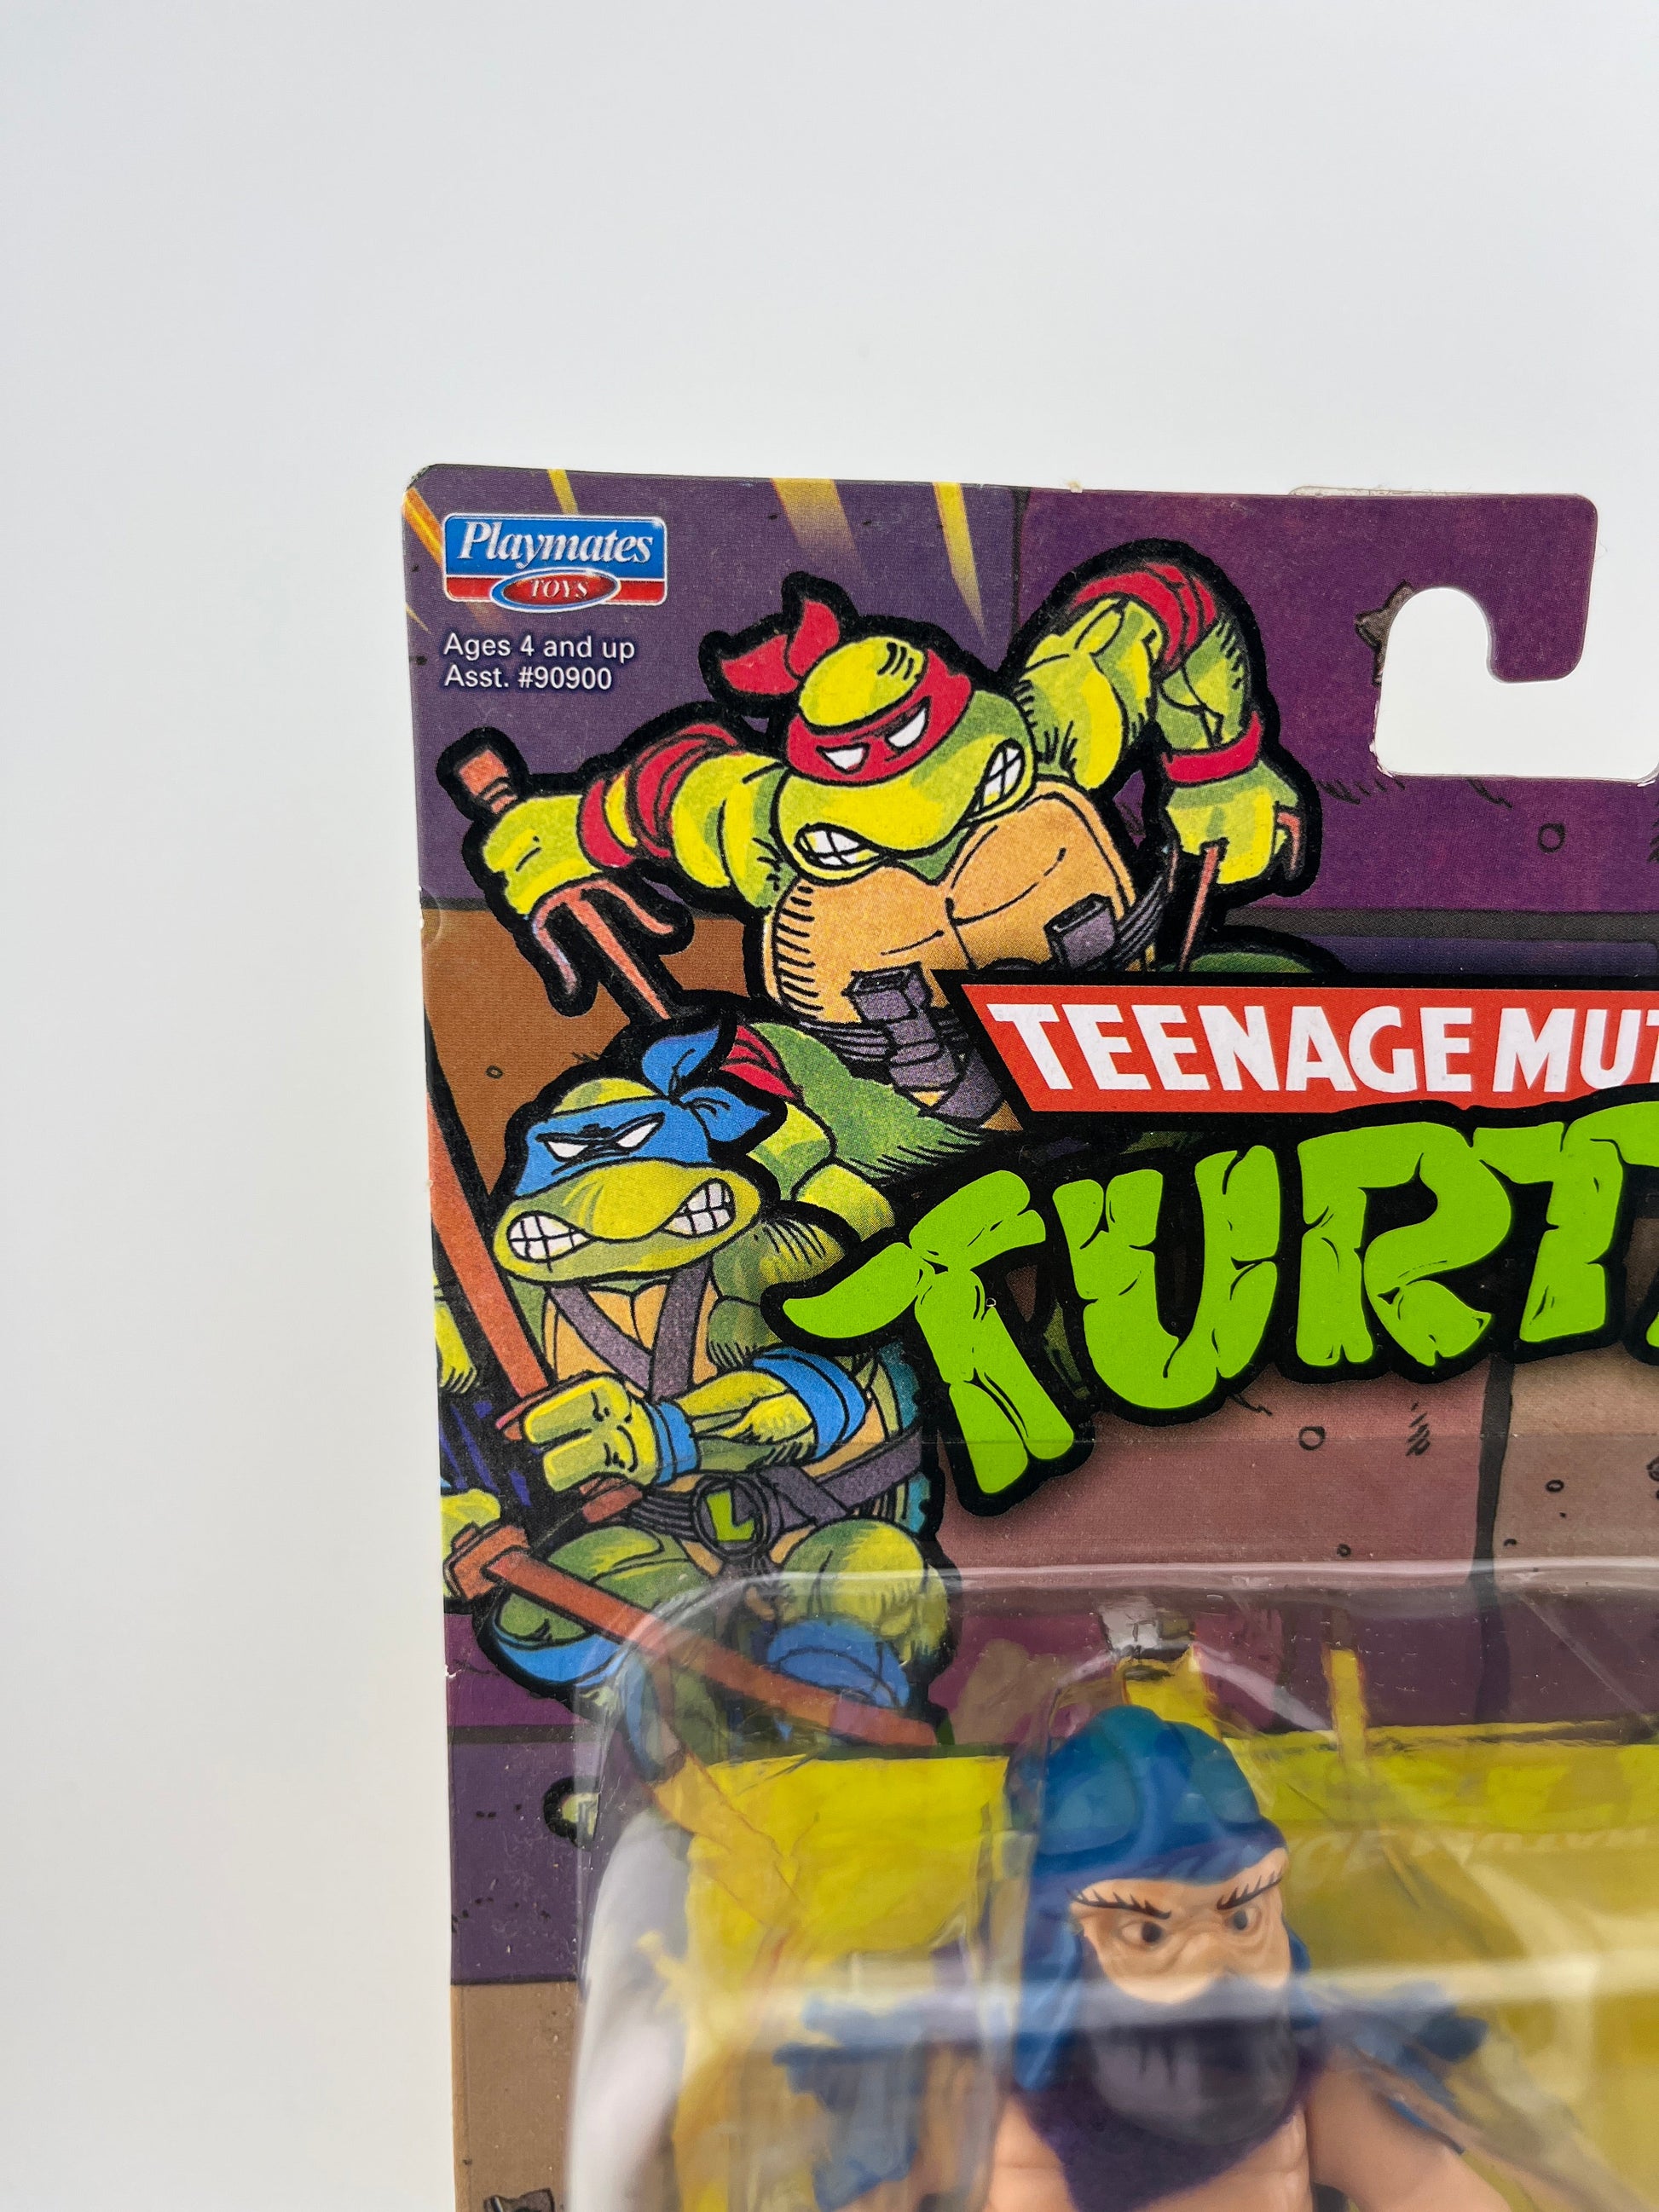 Playmates
TOYS
Ages 4 and up
Asst. #90900
TEENAGE MUT
TURT
L